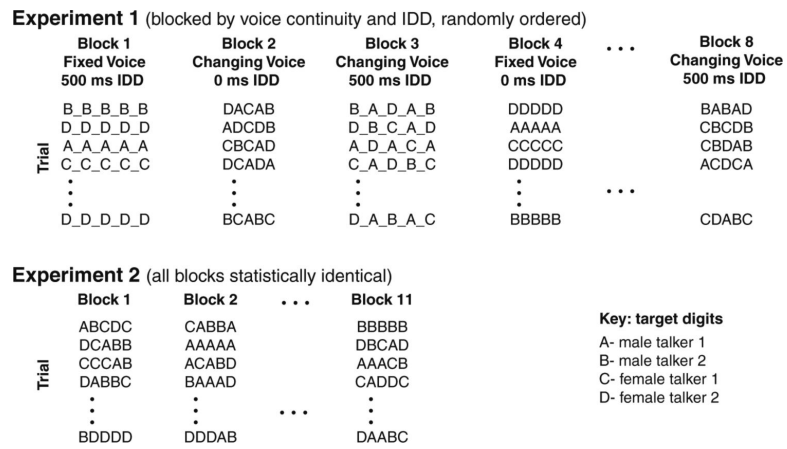 Experiment 1 (blocked by voice continuity and IDD, randomly ordered)
Block 1 Block 2 Block 3 Block 4 ... Block 8
Fixed Voice Changing Voice Changing Voice Fixed Voice Changing Voice
500 ms IDD 0 ms IDD 500 ms IDD 0 ms IDD 500 ms IDD
B_B_B_B_B DACAB B_A_D_A_B DDDDD BABAD
D_D_D_D_D ADCDB D_B_C_A_D AAAAA CBCDB
Trial
A_A_A_A_A CBCAD A_D_A_C_A CCCCC CBDAB
C_C_C_C_C DCADA C_A_D_B_C DDDDD ACDCA
D_D_D_D_D BCABC D_A_B_A_C BBBBB CDABC
Experiment 2 (all blocks statistically identical)
Block 1 Block 2 ... Block 11
ABCDC CABBA BBBBB
DCABB AAAAA DBCAD
Trial
CCCAB ACABD AAACB
DABBC BAAAD CADDC
BDDDD DDDAB DAABC
Key: target digits
A- male talker 1
B- male talker 2
C- female talker 1
D- female talker 2